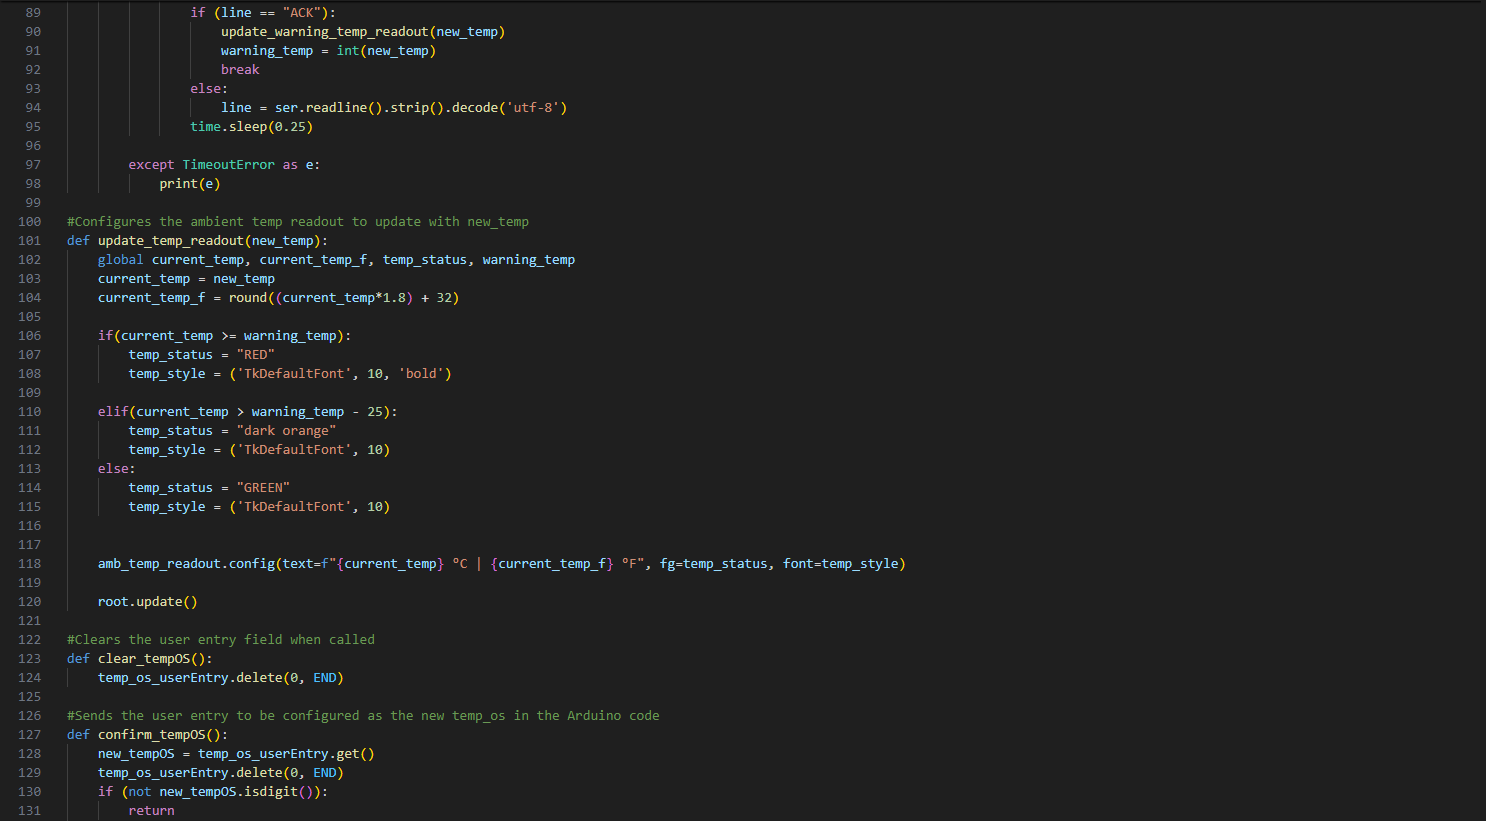 89 if (line == "ACK"):
90 update_warning_temp_readout(new_temp)
91 warning_temp = int(new_temp)
92 break
93 else:
94 line = ser.readline().strip().decode('utf-8')
95 time.sleep(0.25)
96
97 except TimeoutError as e:
98 print(e)
99
100 #Configures the ambient temp readout to update with new_temp
101 def update_temp_readout(new_temp):
102 global current_temp, current_temp_f, temp_status, warning_temp
103 current_temp = new_temp
104 current_temp_f = round((current_temp*1.8) + 32)
105
106 if(current_temp >= warning_temp):
107 temp_status = "RED"
108 temp_style = ('TkDefaultFont', 10, 'bold')
109
110 elif(current_temp > warning_temp - 25):
111 temp_status = "dark orange"
112 temp_style = ('TkDefaultFont', 10)
113 else:
114 temp_status = "GREEN"
115 temp_style = ('TkDefaultFont', 10)
116
117
118 amb_temp_readout.config(text=f"{current_temp} °C | {current_temp_f} °F", fg=temp_status, font=temp_style)
119
120 root.update()
121
122 #Clears the user entry field when called
123 def clear_tempOS():
124 temp_os_userEntry.delete(0, END)
125
126 #Sends the user entry to be configured as the new temp_os in the Arduino code
127 def confirm_tempOS():
128 new_tempOS = temp_os_userEntry.get()
129 temp_os_userEntry.delete(0, END)
130 if (not new_tempOS.isdigit()):
131 return